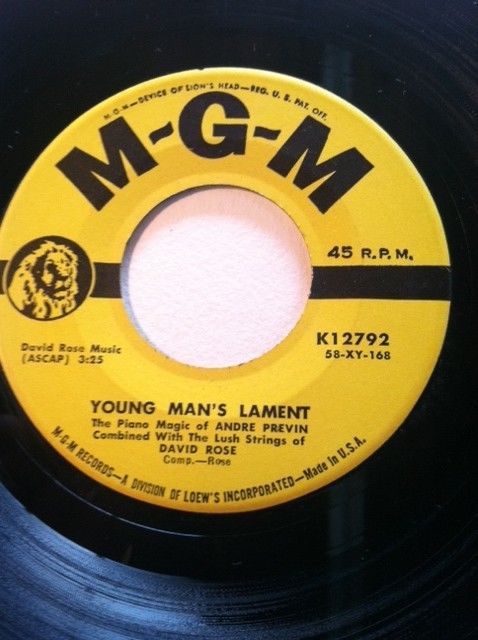 M-G-M—DEVICE OF LION'S HEAD—REG. U. S. PAT. OFF.
M-G-M
45 R.P.M.
K12792
58-XY-168
David Rose Music
(ASCAP) 3:25
YOUNG MAN'S LAMENT
The Piano Magic of ANDRE PREVIN
Combined With The Lush Strings of
DAVID ROSE
Comp.—Rose
M-G-M RECORDS—A DIVISION OF LOEW'S INCORPORATED—Made in U.S.A.